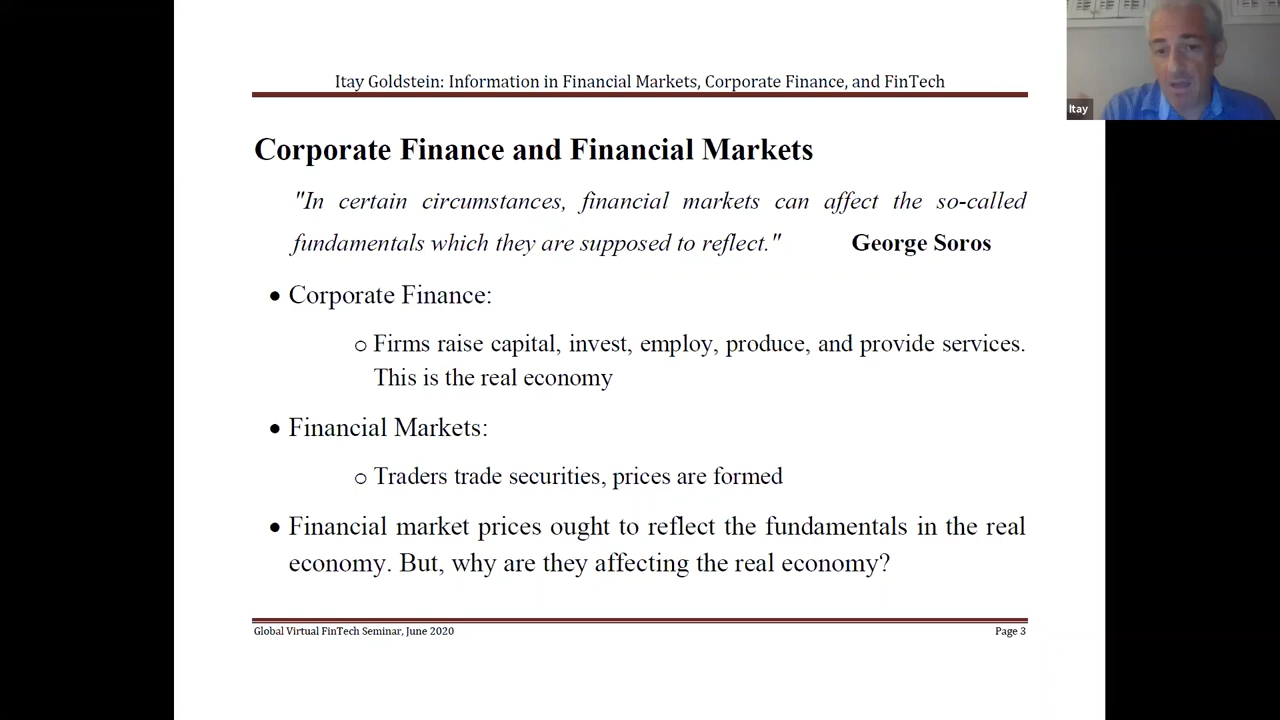 Itay Goldstein: Information in Financial Markets, Corporate Finance, and FinTech
Itay
Corporate Finance and Financial Markets
"In certain circumstances, financial markets can affect the so-called
fundamentals which they are supposed to reflect." George Soros
• Corporate Finance:
o Firms raise capital, invest, employ, produce, and provide services.
This is the real economy
• Financial Markets:
o Traders trade securities, prices are formed
• Financial market prices ought to reflect the fundamentals in the real
economy. But, why are they affecting the real economy?
Global Virtual FinTech Seminar, June 2020 Page 3